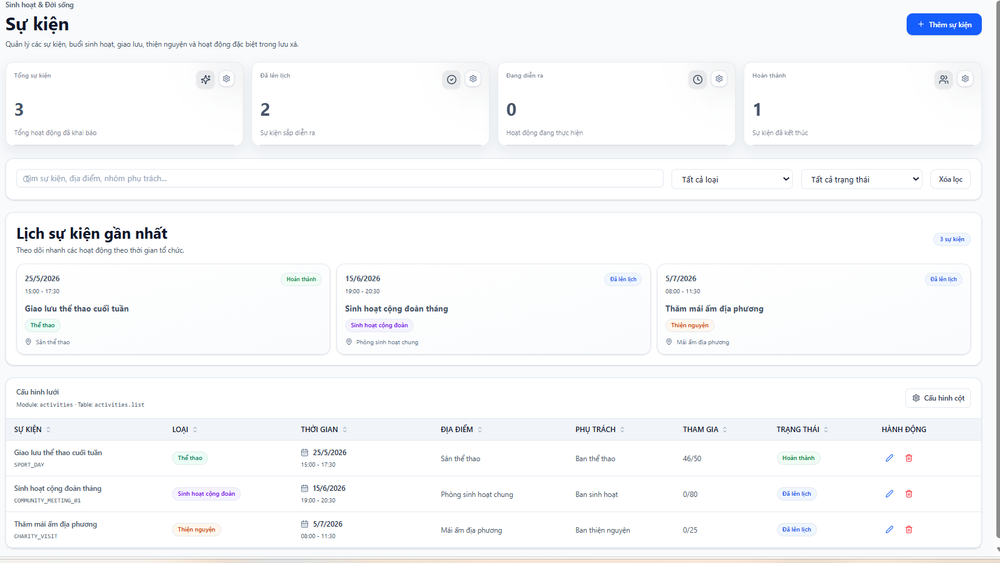 Sinh hoạt & Đời sống
Sự kiện
Thêm sự kiện
Quản lý các sự kiện, buổi sinh hoạt, giao lưu, thiện nguyện và hoạt động đặc biệt trong lưu xá.
Tổng sự kiện
3
Tổng hoạt động đã khai báo
Đã lên lịch
2
Sự kiện sắp diễn ra
Đang diễn ra
0
Hoạt động đang thực hiện
Hoàn thành
1
Sự kiện đã kết thúc
Tìm sự kiện, địa điểm, nhóm phụ trách...
Tất cả loại
Tất cả trạng thái
Xóa lọc
Lịch sự kiện gần nhất
Theo dõi nhanh các hoạt động theo thời gian tổ chức.
3 sự kiện
25/5/2026
Hoàn thành
15:00 - 17:30
Giao lưu thể thao cuối tuần
Thể thao
Sân thể thao
15/6/2026
Đã lên lịch
19:00 - 20:30
Sinh hoạt cộng đoàn tháng
Sinh hoạt cộng đoàn
Phòng sinh hoạt chung
5/7/2026
Đã lên lịch
08:00 - 11:30
Thăm mái ấm địa phương
Thiện nguyện
Mái ấm địa phương
Cấu hình lưới
Module: activities · Table: activities.list
Cấu hình cột
SỰ KIỆN LOẠI THỜI GIAN ĐỊA ĐIỂM PHỤ TRÁCH THAM GIA TRẠNG THÁI HÀNH ĐỘNG
Giao lưu thể thao cuối tuần
SPORT_DAY
Thể thao
25/5/2026
15:00 - 17:30
Sân thể thao
Ban thể thao
46/50
Hoàn thành
Sinh hoạt cộng đoàn tháng
COMMUNITY_MEETING_01
Sinh hoạt cộng đoàn
15/6/2026
19:00 - 20:30
Phòng sinh hoạt chung
Ban sinh hoạt
0/80
Đã lên lịch
Thăm mái ấm địa phương
CHARITY_VISIT
Thiện nguyện
5/7/2026
08:00 - 11:30
Mái ấm địa phương
Ban thiện nguyện
0/25
Đã lên lịch